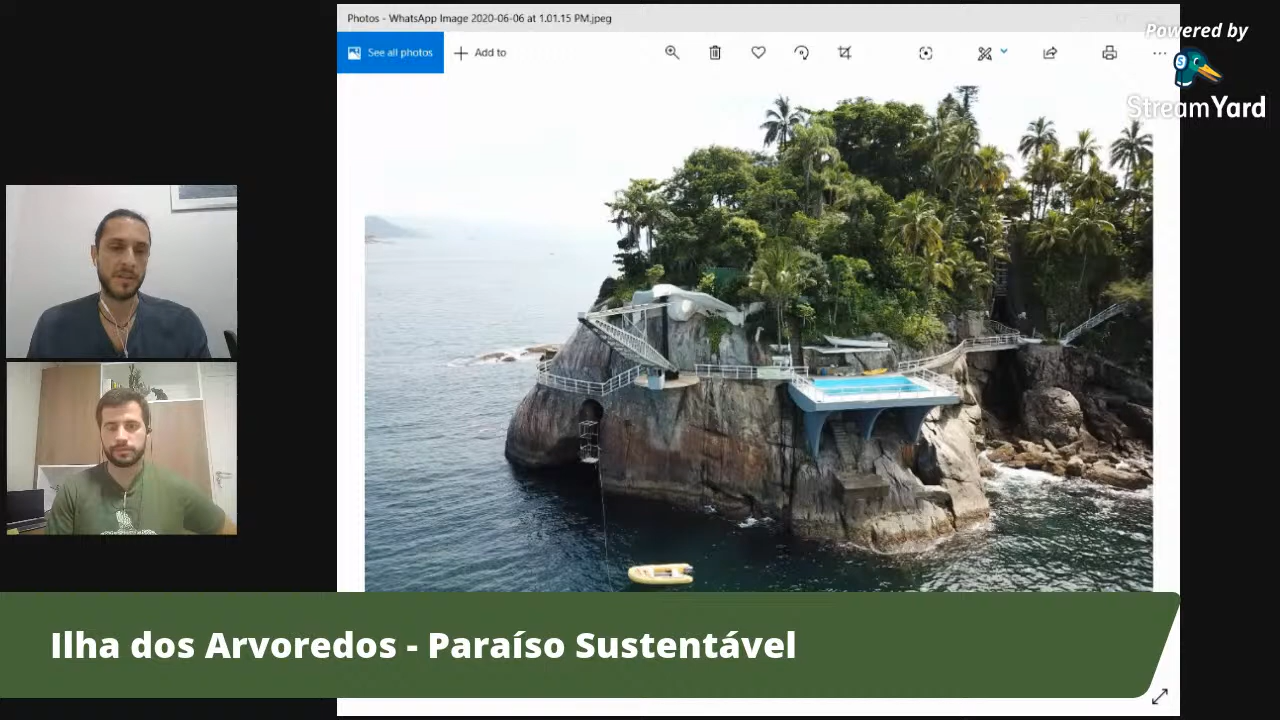 Photos - WhatsApp Image 2020-06-06 at 1.01.15 PM.jpeg
See all photos
Add to
Powered by
StreamYard
Ilha dos Arvoredos - Paraíso Sustentável